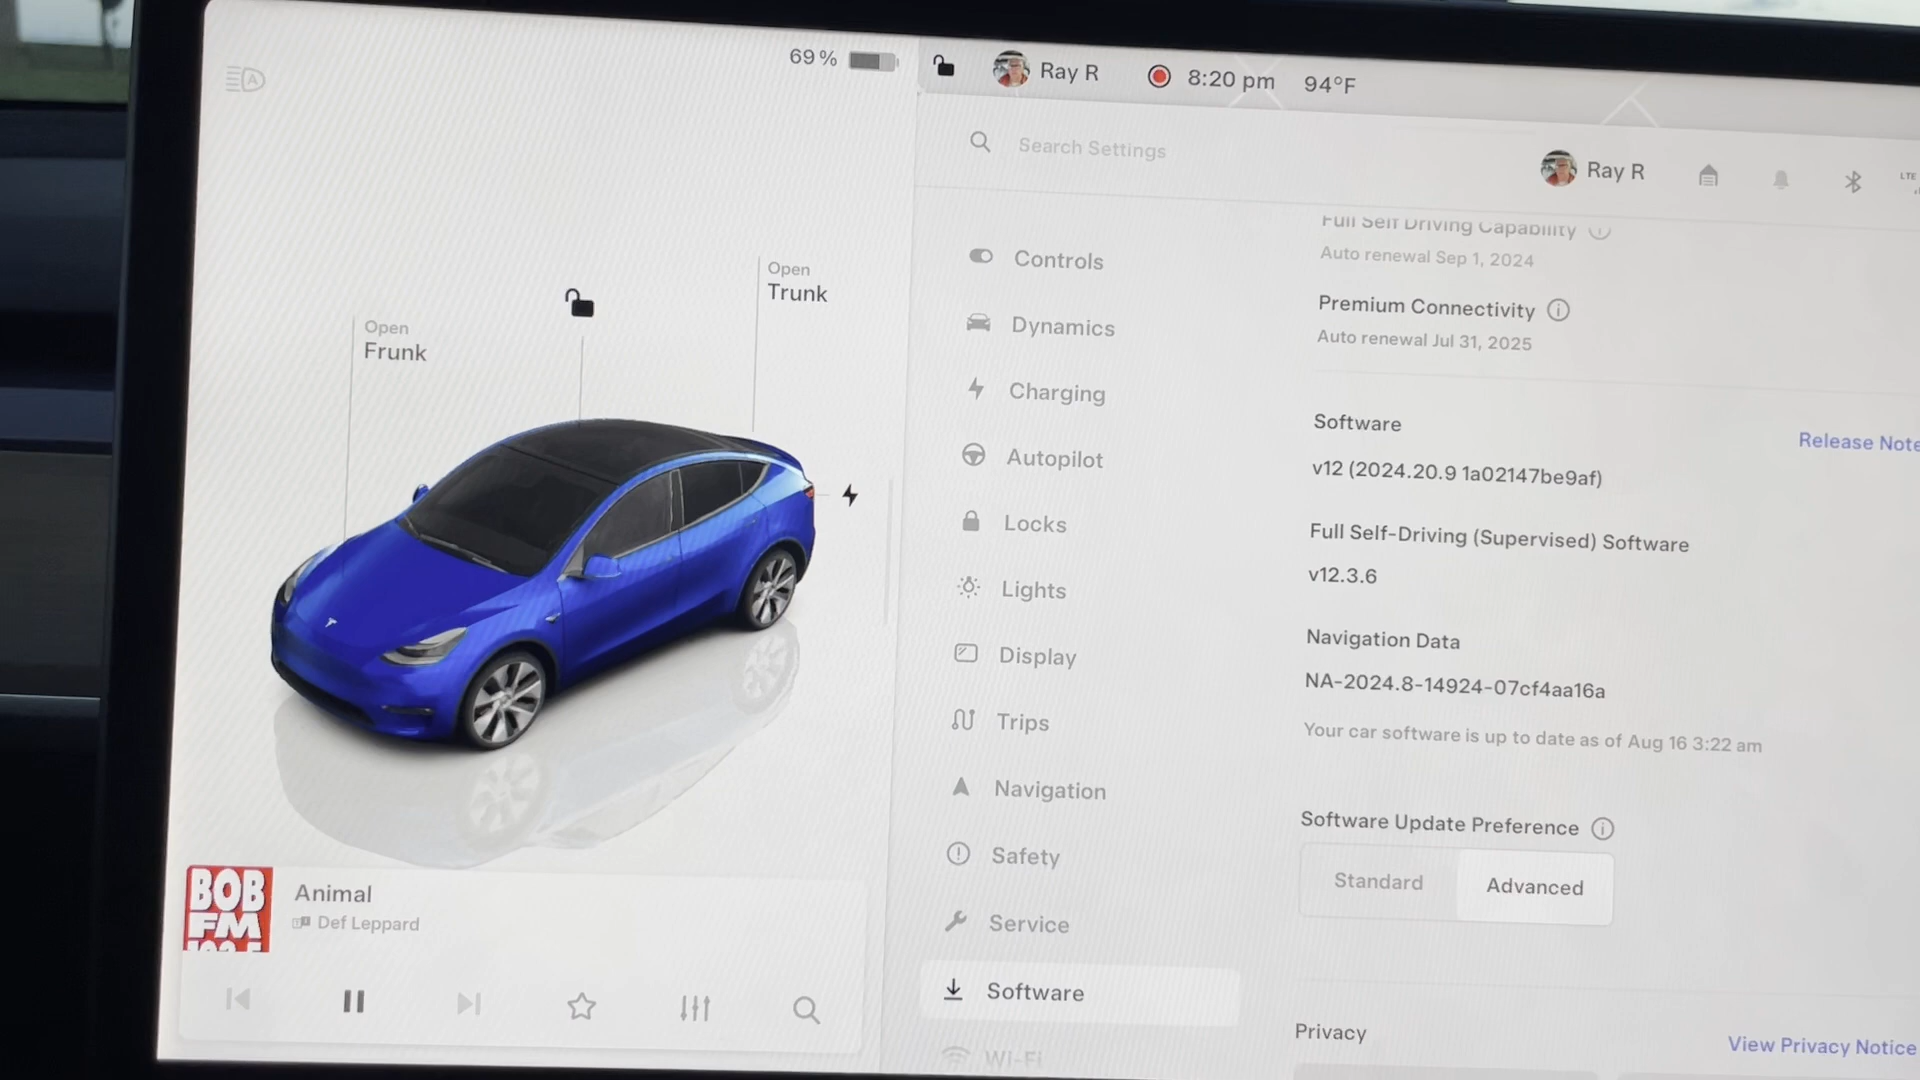 69 %
Ray R
8:20 pm
94°F
Search Settings
Ray R
LTE
Open
Trunk
Open
Frunk
Controls
Dynamics
Charging
Autopilot
Locks
Lights
Display
Trips
Navigation
Safety
Service
Software
Wi-Fi
Full Self Driving Capability
Auto renewal Sep 1, 2024
Premium Connectivity
Auto renewal Jul 31, 2025
Software
Release Note
v12 (2024.20.9 1a02147be9af)
Full Self-Driving (Supervised) Software
v12.3.6
Navigation Data
NA-2024.8-14924-07cf4aa16a
Your car software is up to date as of Aug 16 3:22 am
Software Update Preference
Standard
Advanced
Privacy
View Privacy Notice
BOB
FM
Animal
Def Leppard